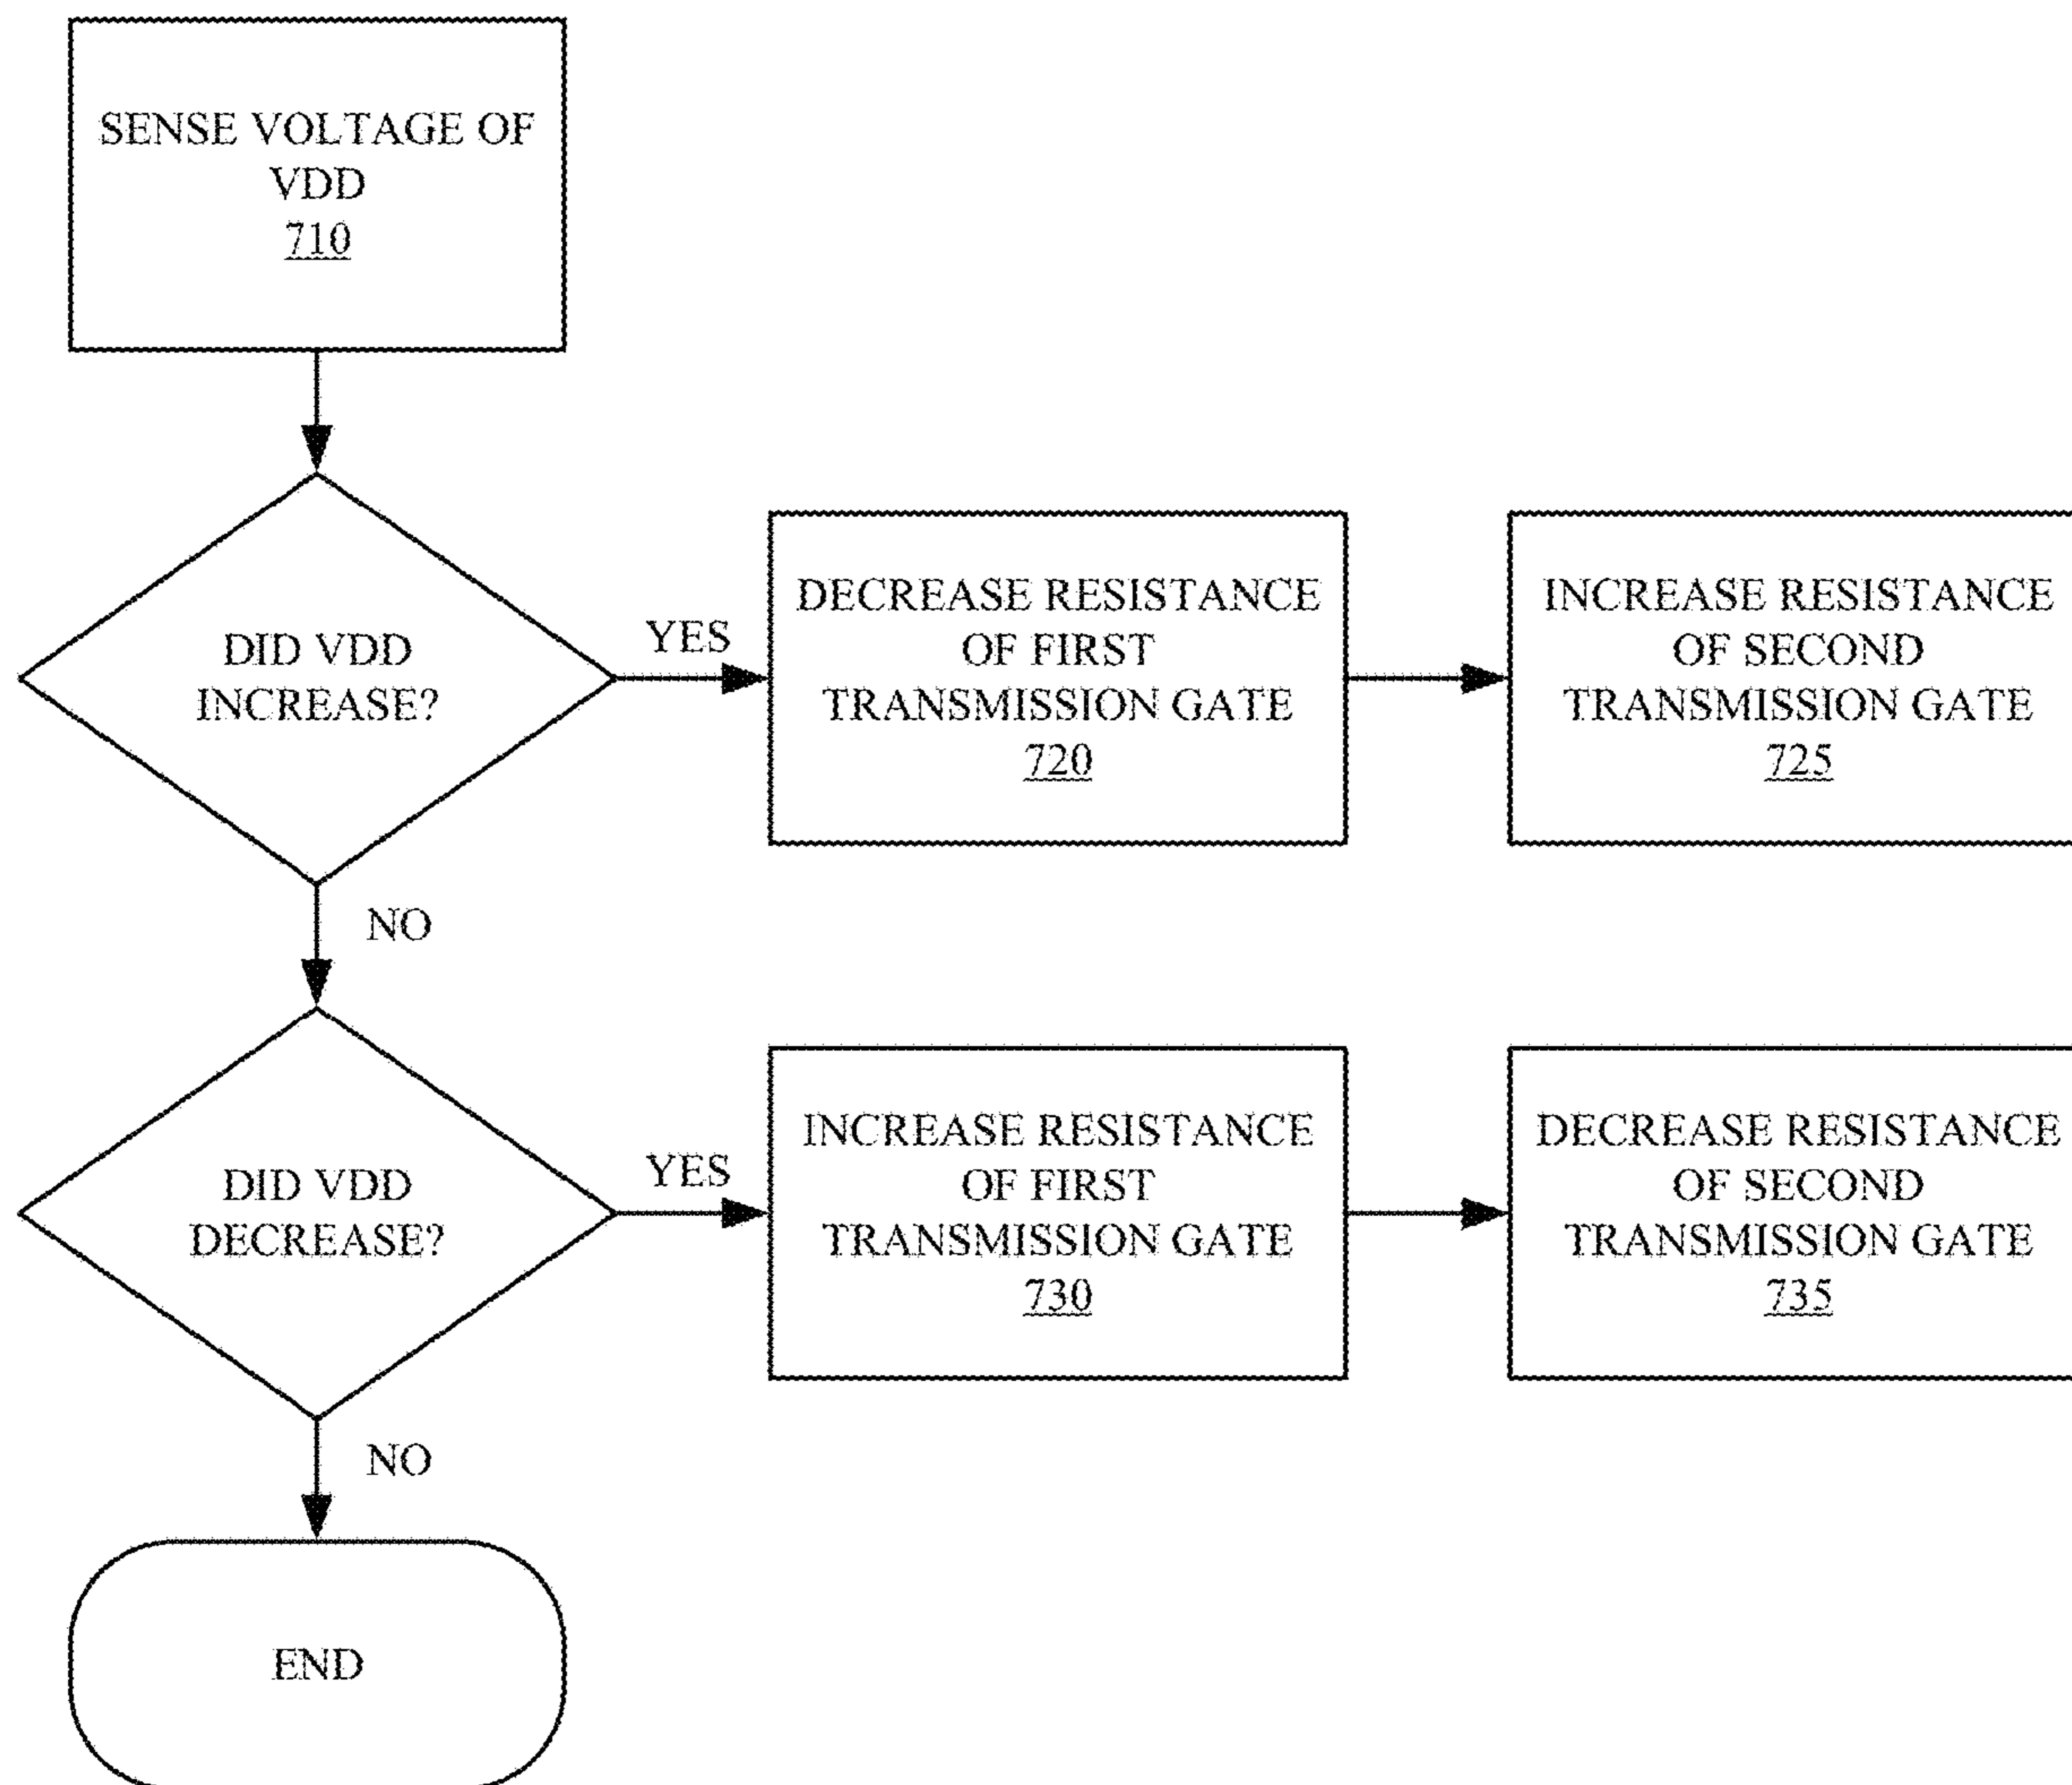 SENSE VOLTAGE OF
VDD
710
DID VDD
INCREASE?
YES
DECREASE RESISTANCE
OF FIRST
TRANSMISSION GATE
720
INCREASE RESISTANCE
OF SECOND
TRANSMISSION GATE
725
NO
DID VDD
DECREASE?
YES
INCREASE RESISTANCE
OF FIRST
TRANSMISSION GATE
730
DECREASE RESISTANCE
OF SECOND
TRANSMISSION GATE
735
NO
END